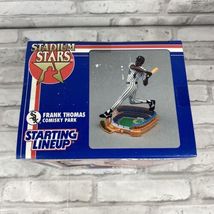 STADIUM
STARS
FRANK THOMAS
COMISKY PARK
STARTING
LINEUP